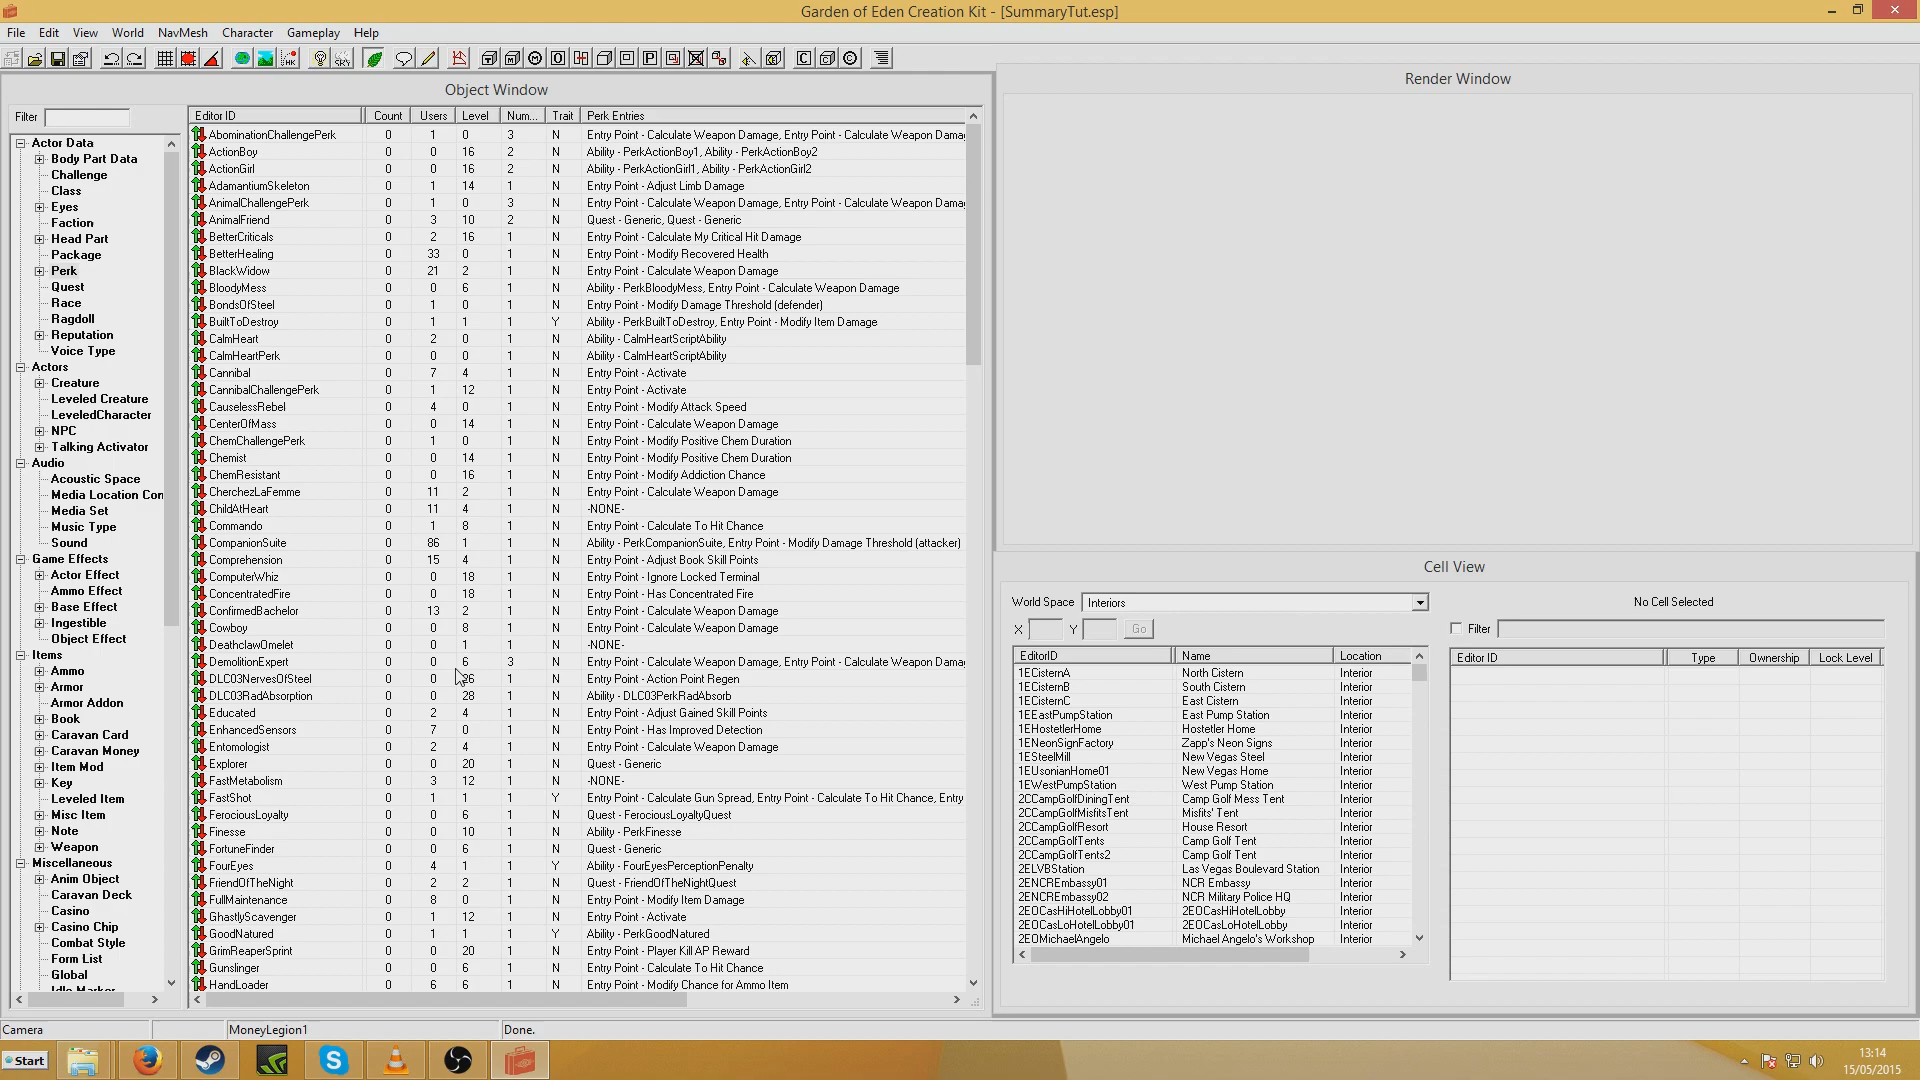 Garden of Eden Creation Kit - [SummaryTut.esp]
File Edit View World NavMesh Character Gameplay Help
Object Window
Filter
Actor Data
Body Part Data
Challenge
Class
Eyes
Faction
Head Part
Package
Perk
Quest
Race
Ragdoll
Reputation
Voice Type
Actors
Creature
Leveled Creature
LeveledCharacter
NPC
Talking Activator
Audio
Acoustic Space
Media Location Con
Media Set
Music Type
Sound
Game Effects
Actor Effect
Ammo Effect
Base Effect
Ingestible
Object Effect
Items
Ammo
Armor
Armor Addon
Book
Caravan Card
Caravan Money
Item Mod
Key
Leveled Item
Misc Item
Note
Weapon
Miscellaneous
Anim Object
Caravan Deck
Casino
Casino Chip
Combat Style
Form List
Global
Idle Marker
Editor ID Count Users Level Num... Trait Perk Entries
AbominationChallengePerk 0 1 0 3 N Entry Point - Calculate Weapon Damage, Entry Point - Calculate Weapon Dama
ActionBoy 0 0 16 2 N Ability - PerkActionBoy1, Ability - PerkActionBoy2
ActionGirl 0 0 16 2 N Ability - PerkActionGirl1, Ability - PerkActionGirl2
AdamantiumSkeleton 0 1 14 1 N Entry Point - Adjust Limb Damage
AnimalChallengePerk 0 1 0 3 N Entry Point - Calculate Weapon Damage, Entry Point - Calculate Weapon Dama
AnimalFriend 0 3 10 2 N Quest - Generic, Quest - Generic
BetterCriticals 0 2 16 1 N Entry Point - Calculate My Critical Hit Damage
BetterHealing 0 33 0 1 N Entry Point - Modify Recovered Health
BlackWidow 0 21 2 1 N Entry Point - Calculate Weapon Damage
BloodyMess 0 0 6 1 N Ability - PerkBloodyMess, Entry Point - Calculate Weapon Damage
BondsOfSteel 0 1 0 1 N Entry Point - Modify Damage Threshold (defender)
BuiltToDestroy 0 1 1 1 Y Ability - PerkBuiltToDestroy, Entry Point - Modify Item Damage
CalmHeart 0 2 0 1 N Ability - CalmHeartScriptAbility
CalmHeartPerk 0 0 0 1 N Ability - CalmHeartScriptAbility
Cannibal 0 7 4 1 N Entry Point - Activate
CannibalChallengePerk 0 1 12 1 N Entry Point - Activate
CauselessRebel 0 4 0 1 N Entry Point - Modify Attack Speed
CenterOfMass 0 0 14 1 N Entry Point - Calculate Weapon Damage
ChemChallengePerk 0 1 0 1 N Entry Point - Modify Positive Chem Duration
Chemist 0 0 14 1 N Entry Point - Modify Positive Chem Duration
ChemResistant 0 0 16 1 N Entry Point - Modify Addiction Chance
CherchezLaFemme 0 11 2 1 N Entry Point - Calculate Weapon Damage
ChildAtHeart 0 11 4 1 N -NONE-
Commando 0 1 8 1 N Entry Point - Calculate To Hit Chance
CompanionSuite 0 86 1 1 N Ability - PerkCompanionSuite, Entry Point - Modify Damage Threshold (attacker)
Comprehension 0 15 4 1 N Entry Point - Adjust Book Skill Points
ComputerWhiz 0 0 18 1 N Entry Point - Ignore Locked Terminal
ConcentratedFire 0 0 18 1 N Entry Point - Has Concentrated Fire
ConfirmedBachelor 0 13 2 1 N Entry Point - Calculate Weapon Damage
Cowboy 0 0 8 1 N Entry Point - Calculate Weapon Damage
DeathclawOmelet 0 0 1 1 N -NONE-
DemolitionExpert 0 0 6 3 N Entry Point - Calculate Weapon Damage, Entry Point - Calculate Weapon Dama
DLC03NervesOfSteel 0 0 26 1 N Entry Point - Action Point Regen
DLC03RadAbsorption 0 0 28 1 N Ability - DLC03PerkRadAbsorb
Educated 0 2 4 1 N Entry Point - Adjust Gained Skill Points
EnhancedSensors 0 7 0 1 N Entry Point - Has Improved Detection
Entomologist 0 2 4 1 N Entry Point - Calculate Weapon Damage
Explorer 0 0 20 1 N Quest - Generic
FastMetabolism 0 3 12 1 N -NONE-
FastShot 0 1 1 1 Y Entry Point - Calculate Gun Spread, Entry Point - Calculate To Hit Chance, Entry
FerociousLoyalty 0 0 6 1 N Quest - FerociousLoyaltyQuest
Finesse 0 0 10 1 N Ability - PerkFinesse
FortuneFinder 0 0 6 1 N Quest - Generic
FourEyes 0 4 1 1 Y Ability - FourEyesPerceptionPenalty
FriendOfTheNight 0 2 2 1 N Quest - FriendOfTheNightQuest
FullMaintenance 0 8 0 1 N Entry Point - Modify Item Damage
GhastlyScavenger 0 1 12 1 N Entry Point - Activate
GoodNatured 0 1 1 1 Y Ability - PerkGoodNatured
GrimReaperSprint 0 0 20 1 N Entry Point - Player Kill AP Reward
Gunslinger 0 0 6 1 N Entry Point - Calculate To Hit Chance
HandLoader 0 6 6 1 N Entry Point - Modify Chance for Ammo Item
Render Window
Cell View
World Space Interiors
No Cell Selected
X Y Go
Filter
EditorID Name Location
1ECisternA North Cistern Interior
1ECisternB South Cistern Interior
1ECisternC East Cistern Interior
1EEastPumpStation East Pump Station Interior
1EHostetlerHome Hostetler Home Interior
1ENeonSignFactory Zapp's Neon Signs Interior
1ESteelMill New Vegas Steel Interior
1EUsonianHome01 New Vegas Home Interior
1EWestPumpStation West Pump Station Interior
2CCampGolfDiningTent Camp Golf Mess Tent Interior
2CCampGolfMisfitsTent Misfits' Tent Interior
2CCampGolfResort House Resort Interior
2CCampGolfTents Camp Golf Tent Interior
2CCampGolfTents2 Camp Golf Tent Interior
2ELVBStation Las Vegas Boulevard Station Interior
2ENCREmbassy01 NCR Embassy Interior
2ENCREmbassy02 NCR Military Police HQ Interior
2EOCasHiHotelLobby01 2EOCasHiHotelLobby Interior
2EOCasLoHotelLobby01 2EOCasLoHotelLobby Interior
2EOMichaelAngelo Michael Angelo's Workshop Interior
Editor ID Type Ownership Lock Level
Camera MoneyLegion1 Done.
Start
13:14
15/05/2015